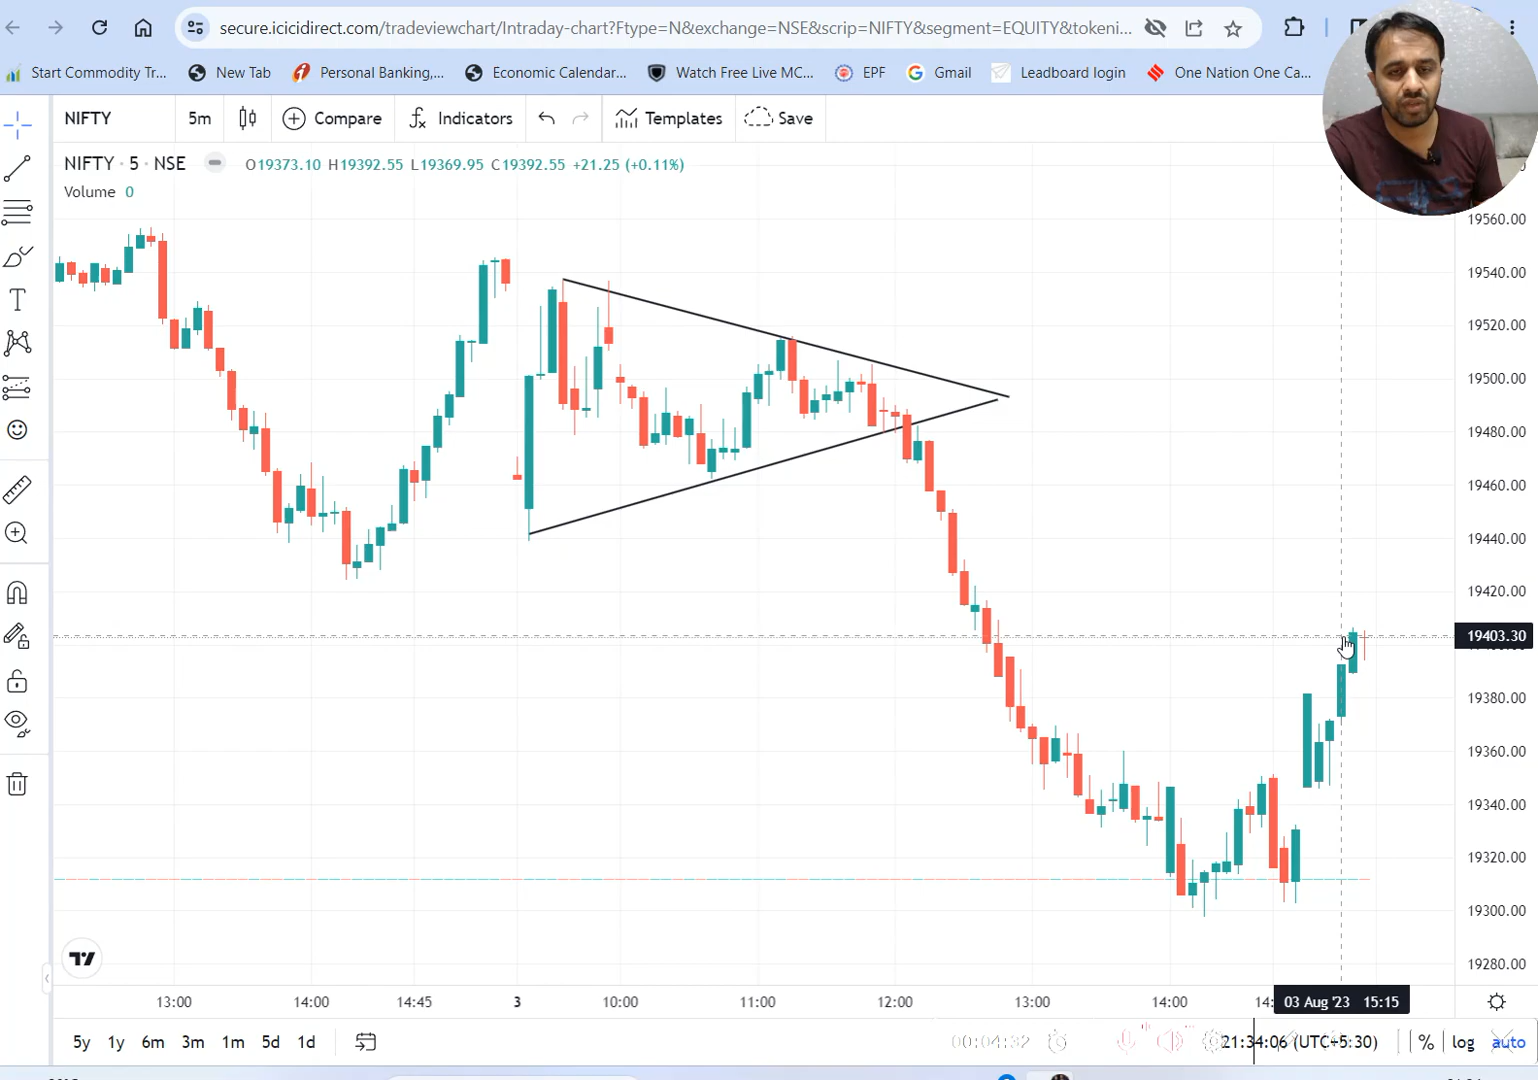 secure.icicidirect.com/tradeviewchart/Intraday-chart?Ftype=N&exchange=NSE&scrip=NIFTY&segment=EQUITY&tokeni...
Start Commodity Tr... New Tab Personal Banking,... Economic Calendar... Watch Free Live MC... EPF Gmail Leadboard login One Nation One Ca...
NIFTY 5m Compare Indicators Templates Save
NIFTY · 5 · NSE O19373.10 H19392.55 L19369.95 C19392.55 +21.25 (+0.11%)
Volume 0
19560.00
19540.00
19520.00
19500.00
19480.00
19460.00
19440.00
19420.00
19403.30
19380.00
19360.00
19340.00
19320.00
19300.00
19280.00
13:00 14:00 14:45 3 10:00 11:00 12:00 13:00 14:00 03 Aug '23 15:15
5y 1y 6m 3m 1m 5d 1d 00:04:32 21:34:06 (UTC+5:30) % log auto